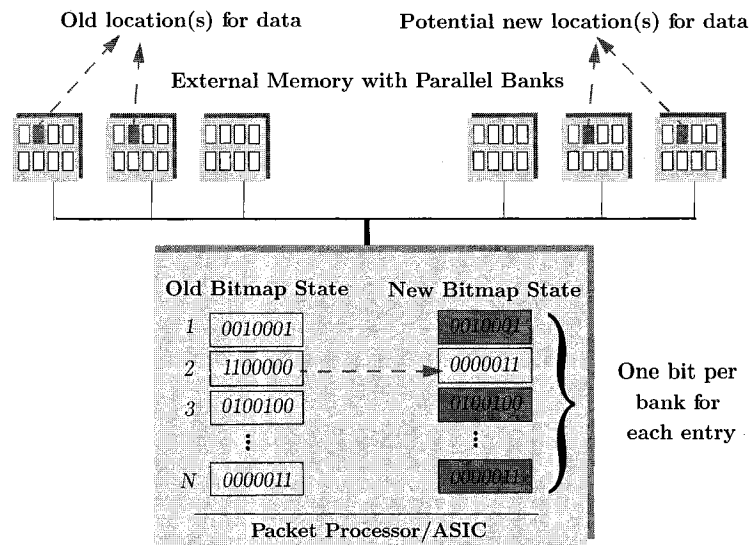 Old location(s) for data
Potential new location(s) for data
External Memory with Parallel Banks
Old Bitmap State
New Bitmap State
1
0010001
0010001
2
1100000
0000011
3
0100100
0100100
N
0000011
0000011
One bit per
bank for
each entry
Packet Processor/ASIC